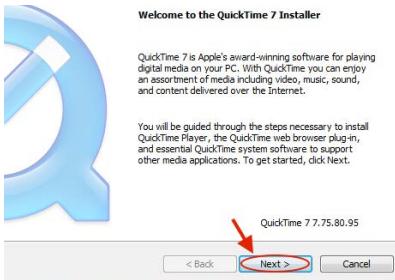 Welcome to the QuickTime 7 Installer
QuickTime 7 is Apple's award-winning software for playing
digital media on your PC. With QuickTime you can enjoy
an assortment of media including video, music, sound,
and content delivered over the Internet.
You will be guided through the steps necessary to install
QuickTime Player, the QuickTime web browser plug-in,
and essential QuickTime system software to support
other media applications. To get started, click Next.
QuickTime 7 7.75.80.95
< Back Next > Cancel